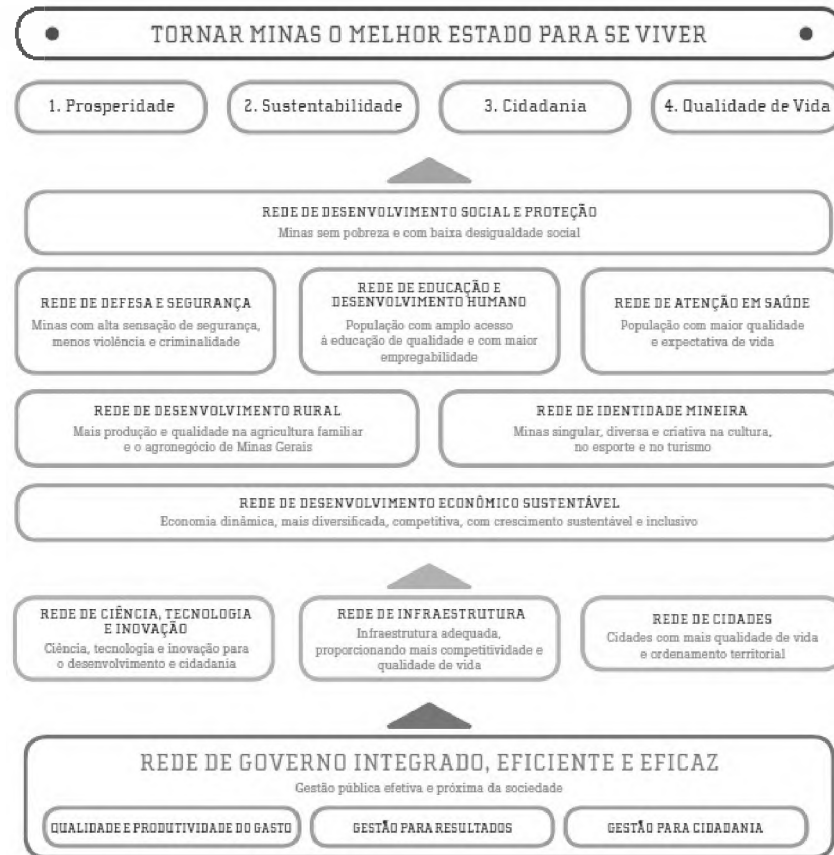 TORNAR MINAS O MELHOR ESTADO PARA SE VIVER
1. Prosperidade
2. Sustentabilidade
3. Cidadania
4. Qualidade de Vida
REDE DE DESENVOLVIMENTO SOCIAL E PROTEÇÃO
Minas sem pobreza e com baixa desigualdade social
REDE DE DEFESA E SEGURANÇA
Minas com alta sensação de segurança,
menos violência e criminalidade
REDE DE EDUCAÇÃO E
DESENVOLVIMENTO HUMANO
População com amplo acesso
à educação de qualidade e com maior
empregabilidade
REDE DE ATENÇÃO EM SAÚDE
População com maior qualidade
e expectativa de vida
REDE DE DESENVOLVIMENTO RURAL
Mais produção e qualidade na agricultura familiar
e o agronegócio de Minas Gerais
REDE DE IDENTIDADE MINEIRA
Minas singular, diversa e criativa na cultura,
no esporte e no turismo
REDE DE DESENVOLVIMENTO ECONÔMICO SUSTENTÁVEL
Economia dinâmica, mais diversificada, competitiva, com crescimento sustentável e inclusivo
REDE DE CIÊNCIA, TECNOLOGIA
E INOVAÇÃO
Ciência, tecnologia e inovação para
o desenvolvimento e cidadania
REDE DE INFRAESTRUTURA
Infraestrutura adequada,
proporcionando mais competitividade e
qualidade de vida
REDE DE CIDADES
Cidades com mais qualidade de vida
e ordenamento territorial
REDE DE GOVERNO INTEGRADO, EFICIENTE E EFICAZ
Gestão pública efetiva e próxima da sociedade
QUALIDADE E PRODUTIVIDADE DO GASTO
GESTÃO PARA RESULTADOS
GESTÃO PARA CIDADANIA